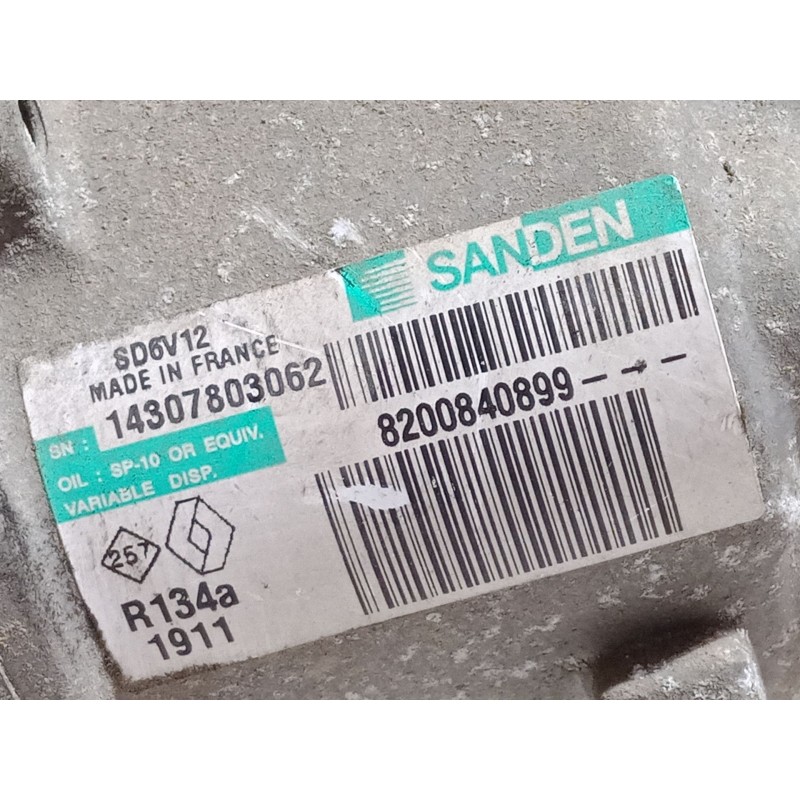 SANDEN
SD6V12
MADE IN FRANCE
SN : 14307803062
8200840899---
OIL : SP-10 OR EQUIV.
VARIABLE DISP.
257
R134a
1911